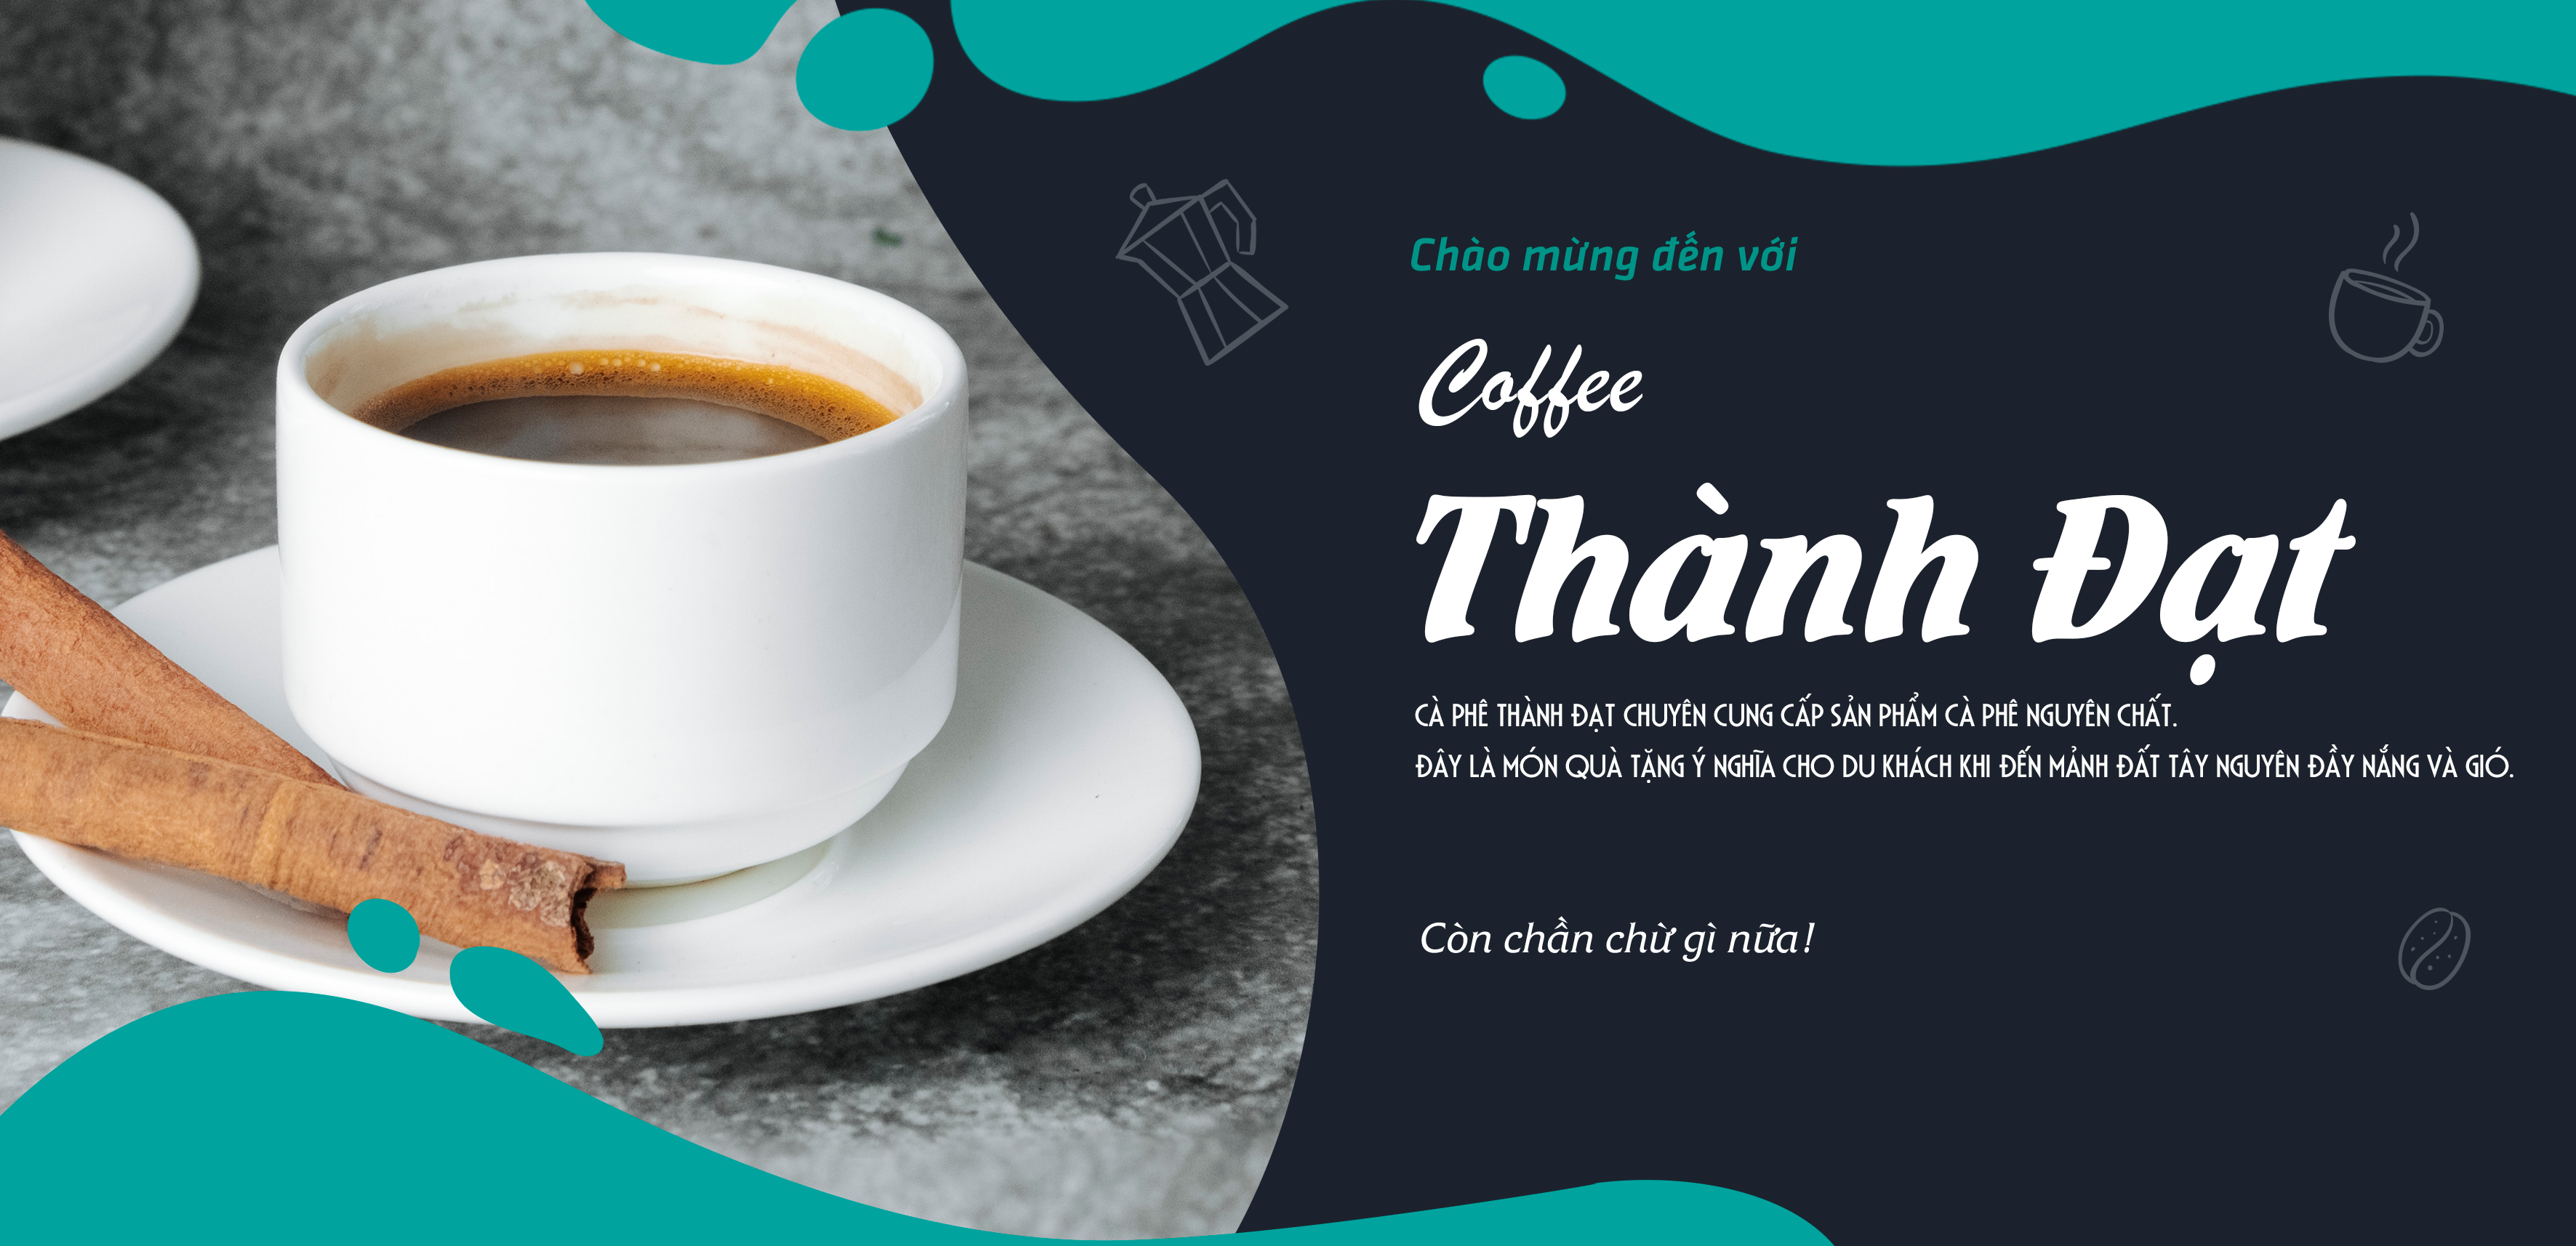 Chào mừng đến với
Coffee
Thành Đạt
CÀ PHÊ THÀNH ĐẠT CHUYÊN CUNG CẤP SẢN PHẨM CÀ PHÊ NGUYÊN CHẤT.
ĐÂY LÀ MÓN QUÀ TẶNG Ý NGHĨA CHO DU KHÁCH KHI ĐẾN MẢNH ĐẤT TÂY NGUYÊN ĐẦY NẮNG VÀ GIÓ.
Còn chần chừ gì nữa!